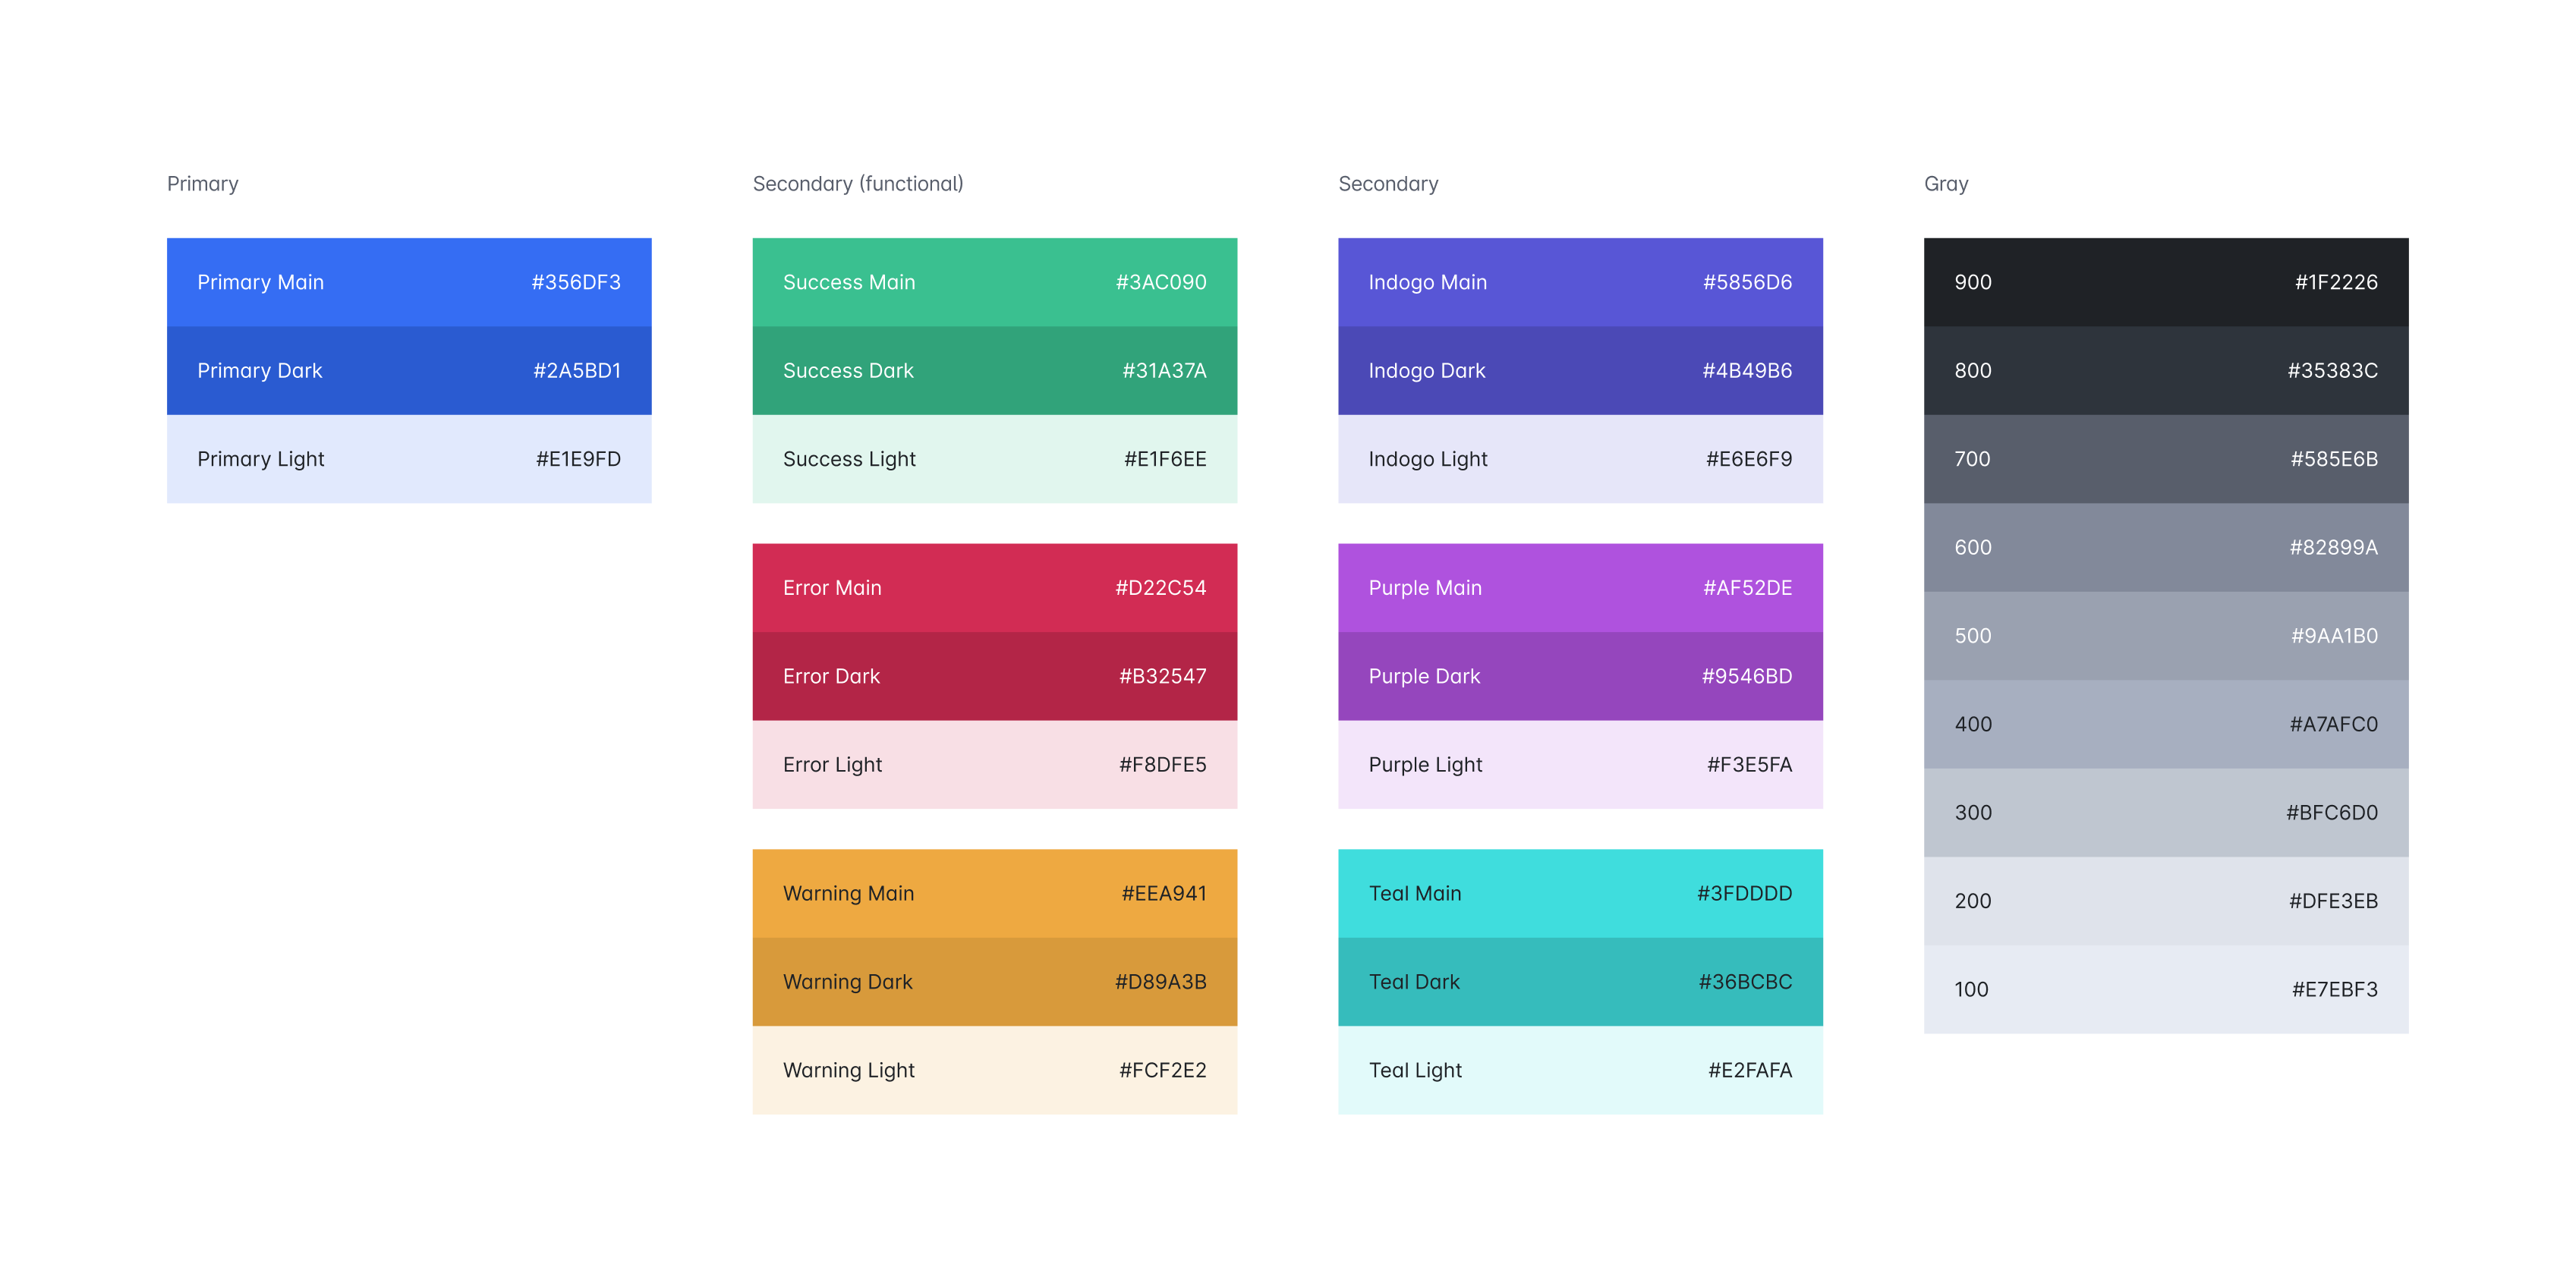 Primary
Primary Main #356DF3
Primary Dark #2A5BD1
Primary Light #E1E9FD
Secondary (functional)
Success Main #3AC090
Success Dark #31A37A
Success Light #E1F6EE
Error Main #D22C54
Error Dark #B32547
Error Light #F8DFE5
Warning Main #EEA941
Warning Dark #D89A3B
Warning Light #FCF2E2
Secondary
Indogo Main #5856D6
Indogo Dark #4B49B6
Indogo Light #E6E6F9
Purple Main #AF52DE
Purple Dark #9546BD
Purple Light #F3E5FA
Teal Main #3FDDDD
Teal Dark #36BCBC
Teal Light #E2FAFA
Gray
900 #1F2226
800 #35383C
700 #585E6B
600 #82899A
500 #9AA1B0
400 #A7AFC0
300 #BFC6D0
200 #DFE3EB
100 #E7EBF3